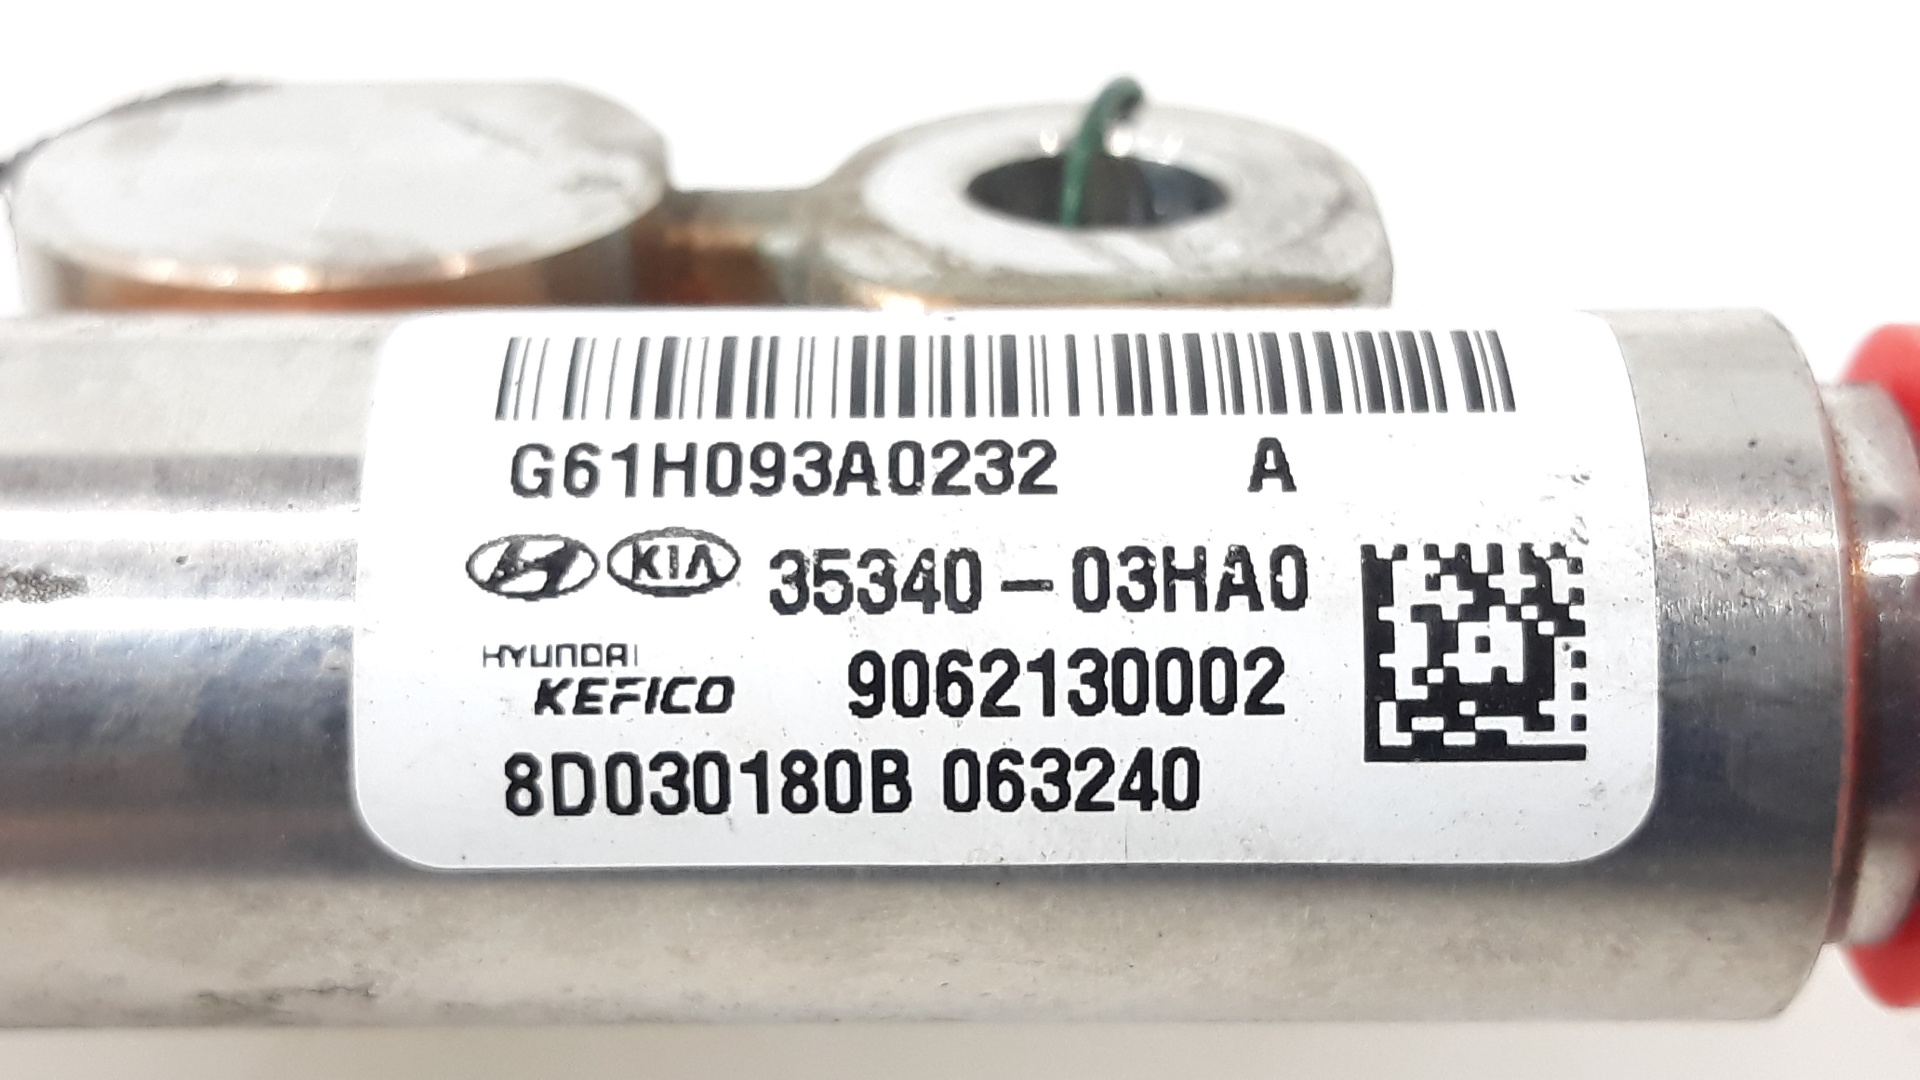 G61H093A0232 A
KIA 35340-03HA0
HYUNDAI
KEFICO 9062130002
8D030180B 063240